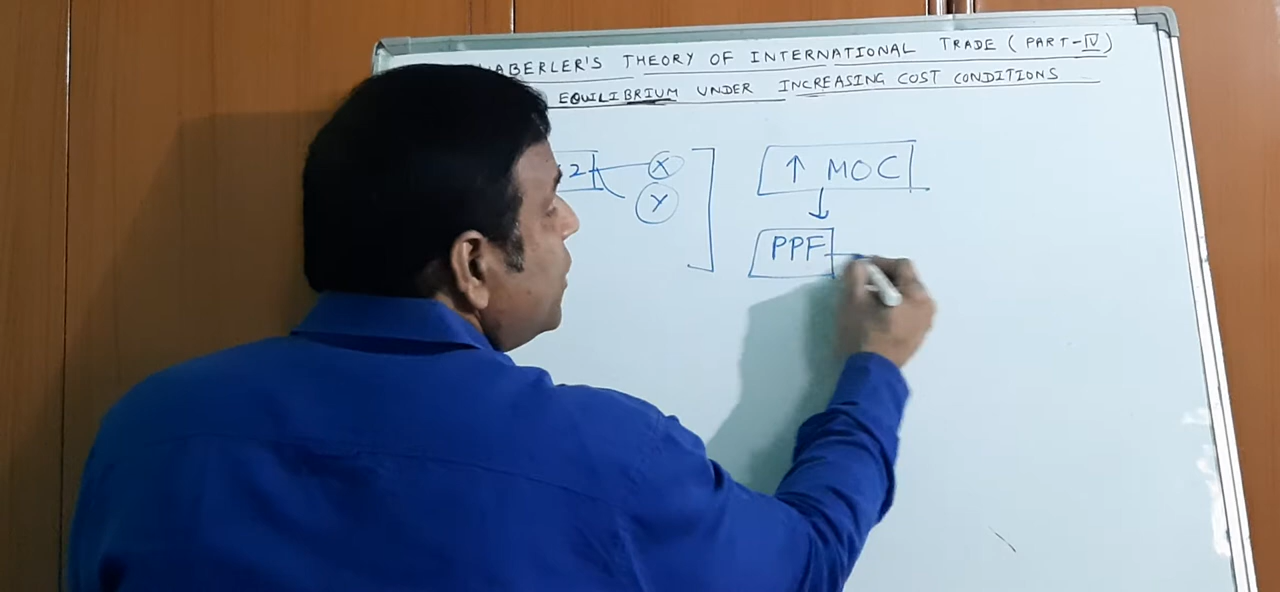 HABERLER'S THEORY OF INTERNATIONAL TRADE (PART-IV)
EQUILIBRIUM UNDER INCREASING COST CONDITIONS
2 X
Y
↑ MOC
↓
PPF